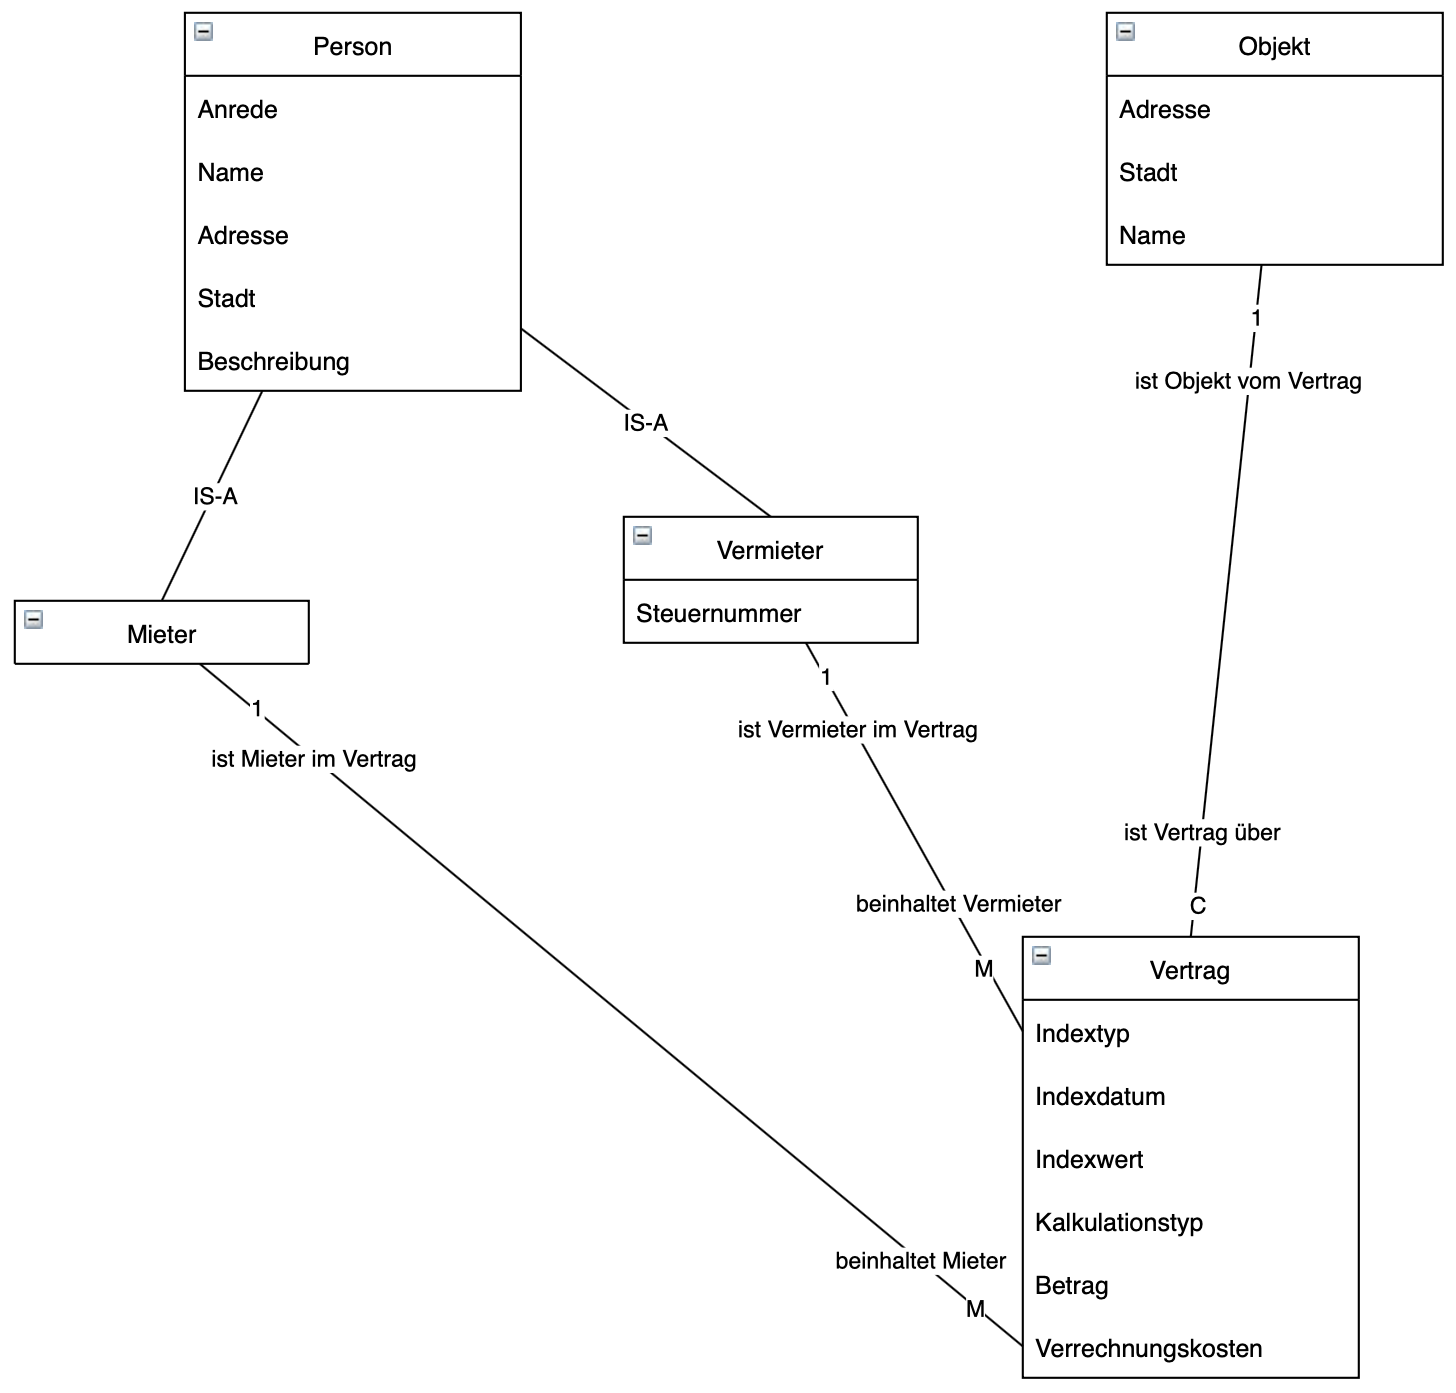 Person
Anrede
Name
Adresse
Stadt
Beschreibung
Objekt
Adresse
Stadt
Name
1
ist Objekt vom Vertrag
IS-A
IS-A
Vermieter
Steuernummer
Mieter
1
ist Vermieter im Vertrag
1
ist Mieter im Vertrag
ist Vertrag über
C
beinhaltet Vermieter
M
Vertrag
Indextyp
Indexdatum
Indexwert
Kalkulationstyp
Betrag
Verrechnungskosten
beinhaltet Mieter
M